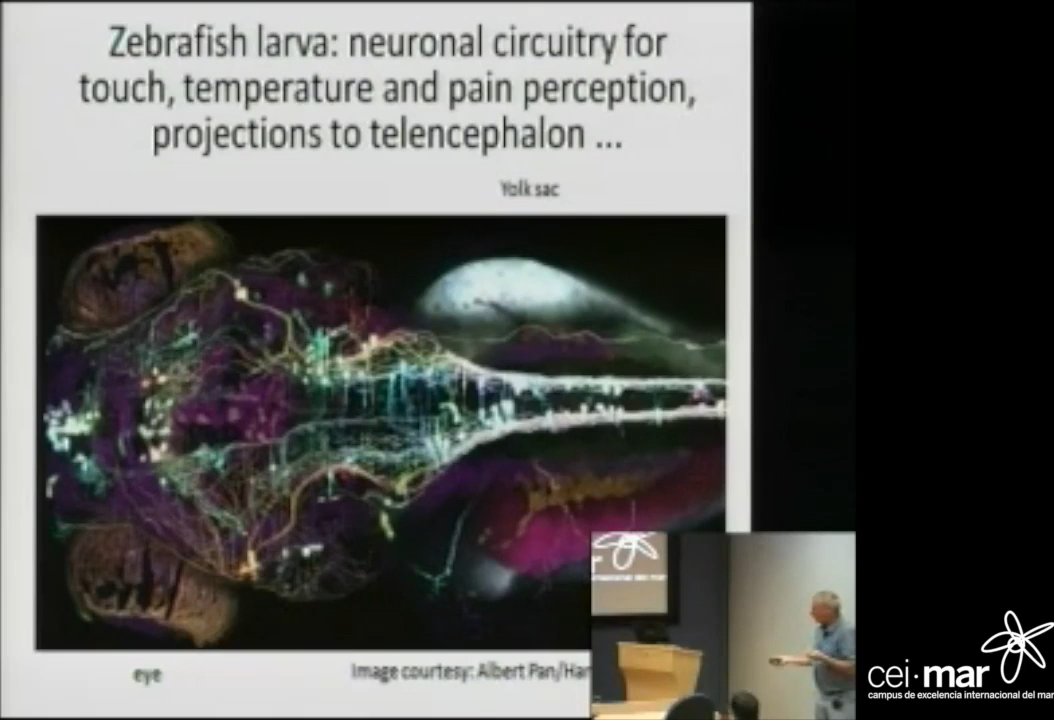 Zebrafish larva: neuronal circuitry for
touch, temperature and pain perception,
projections to telencephalon ...
Yolk sac
eye
Image courtesy: Albert Pan/Har
cei·mar
campus de excelencia internacional del mar